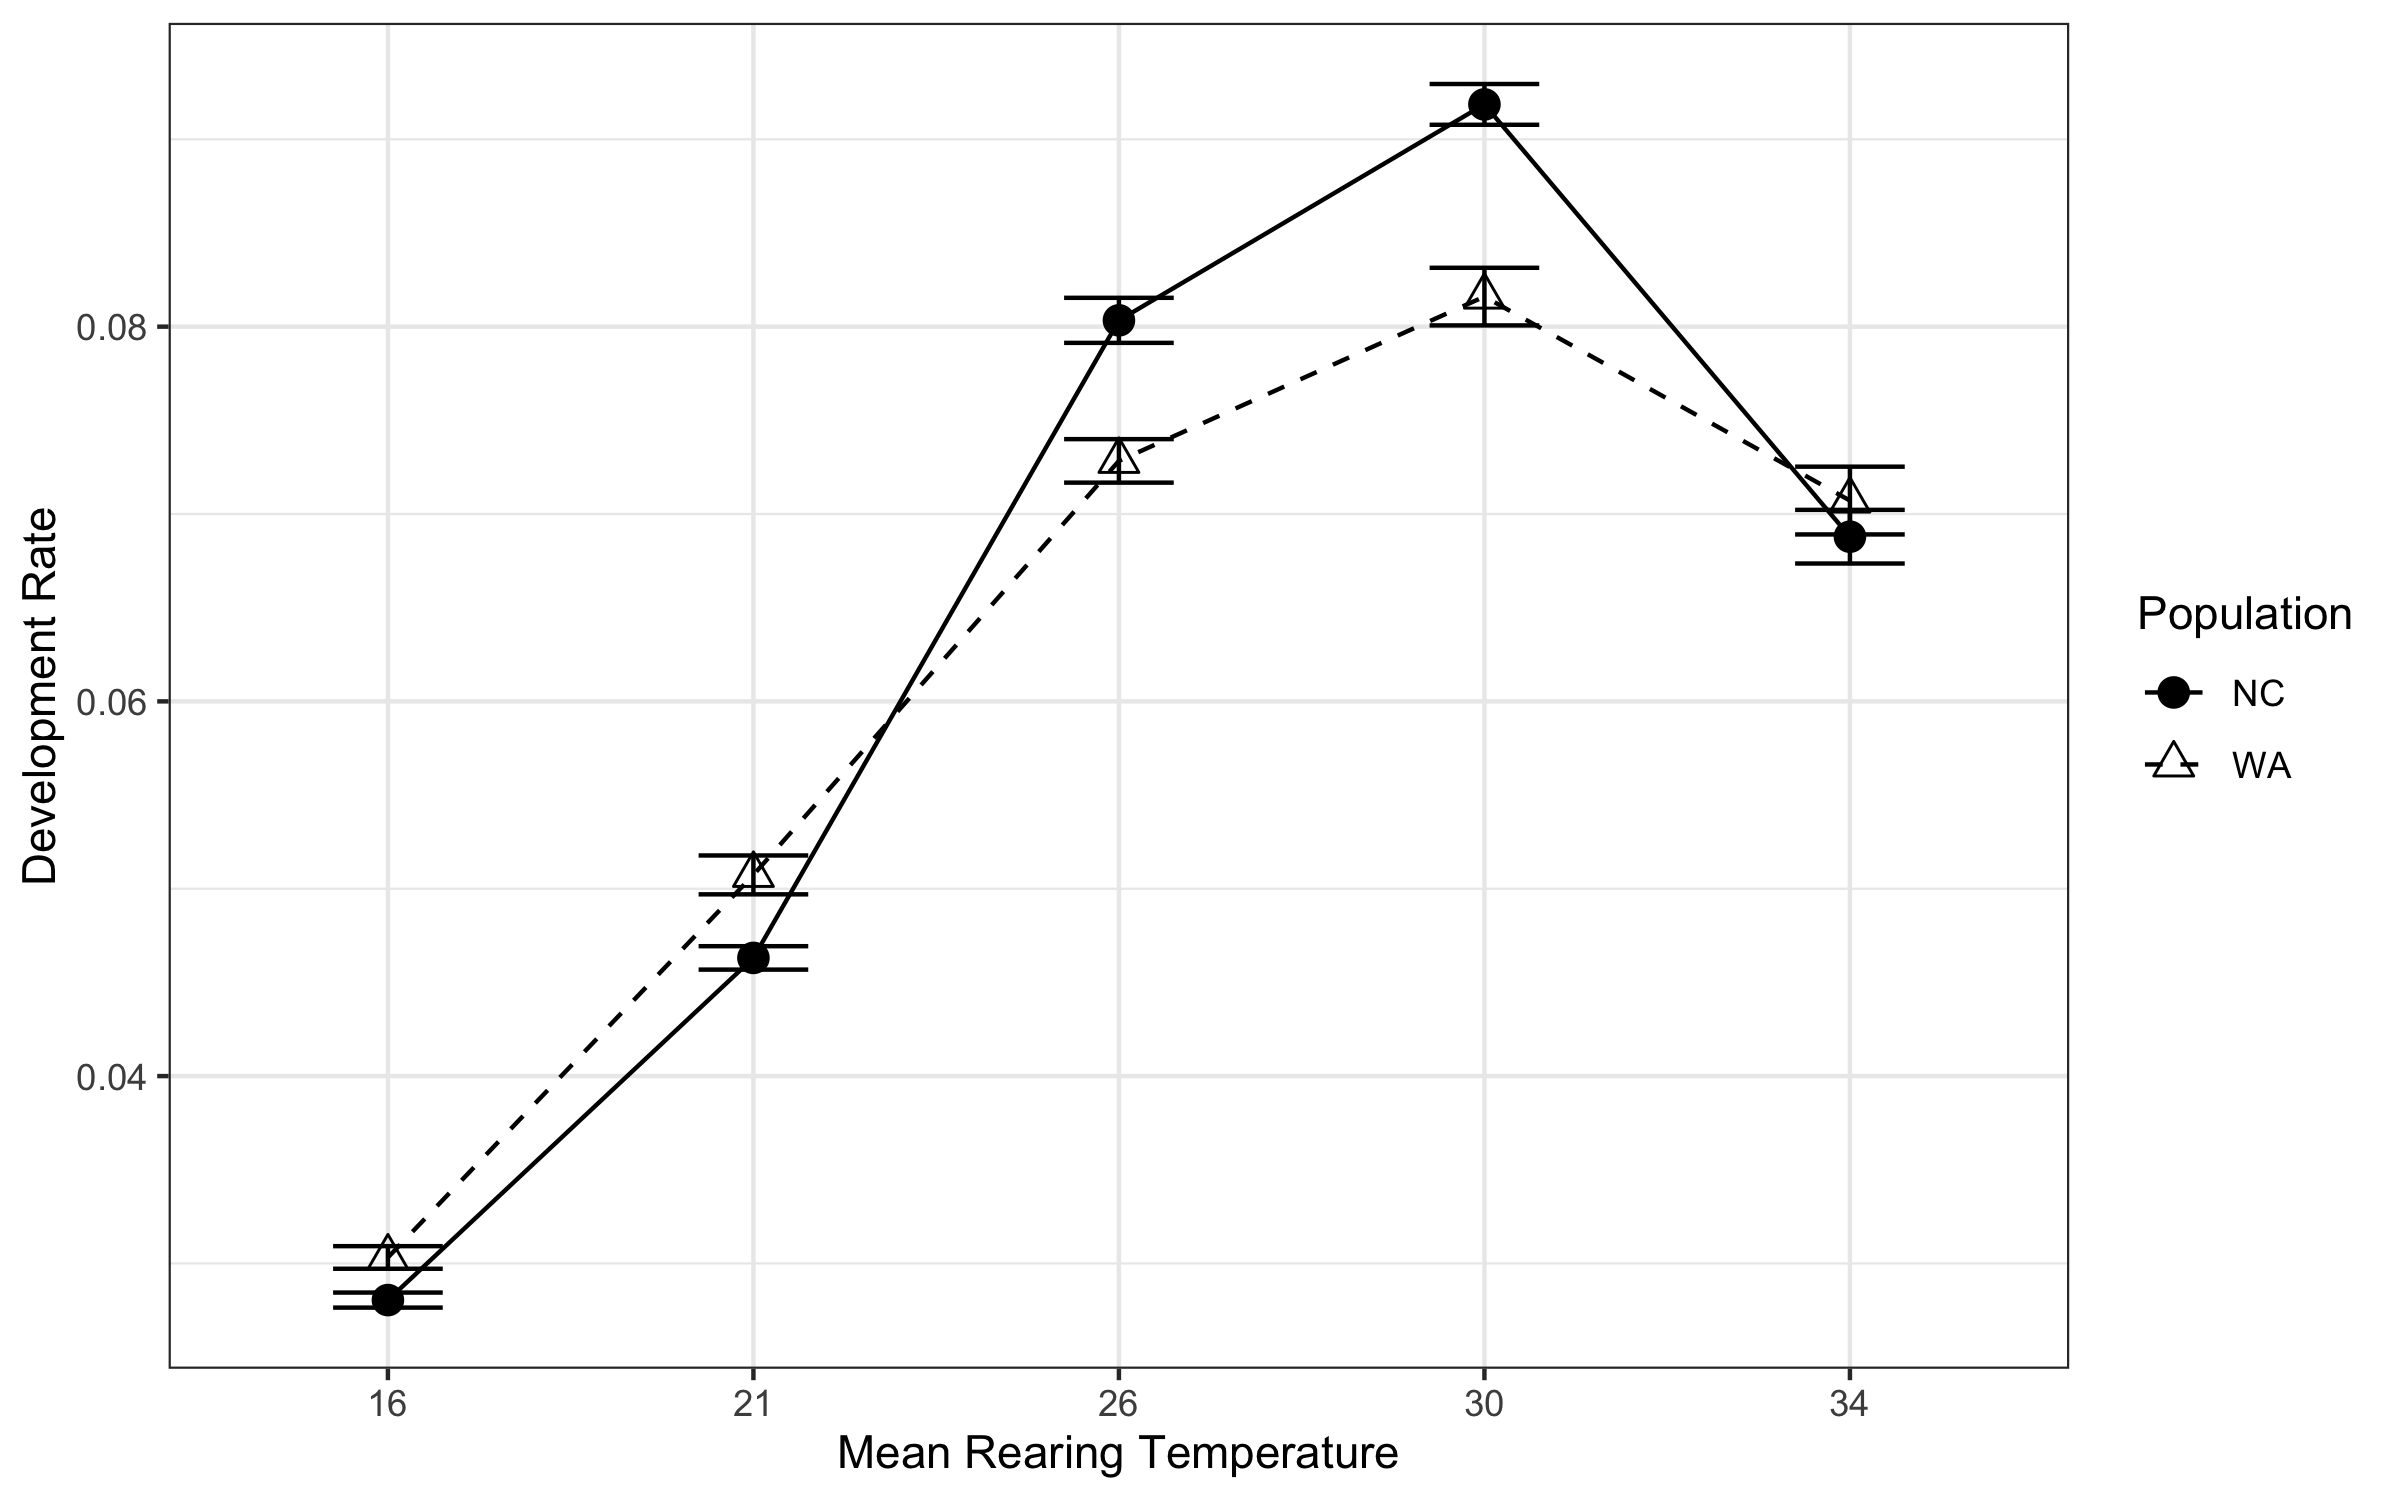 Development Rate
0.08
0.06
0.04
16 21 26 30 34
Mean Rearing Temperature
Population
NC
WA